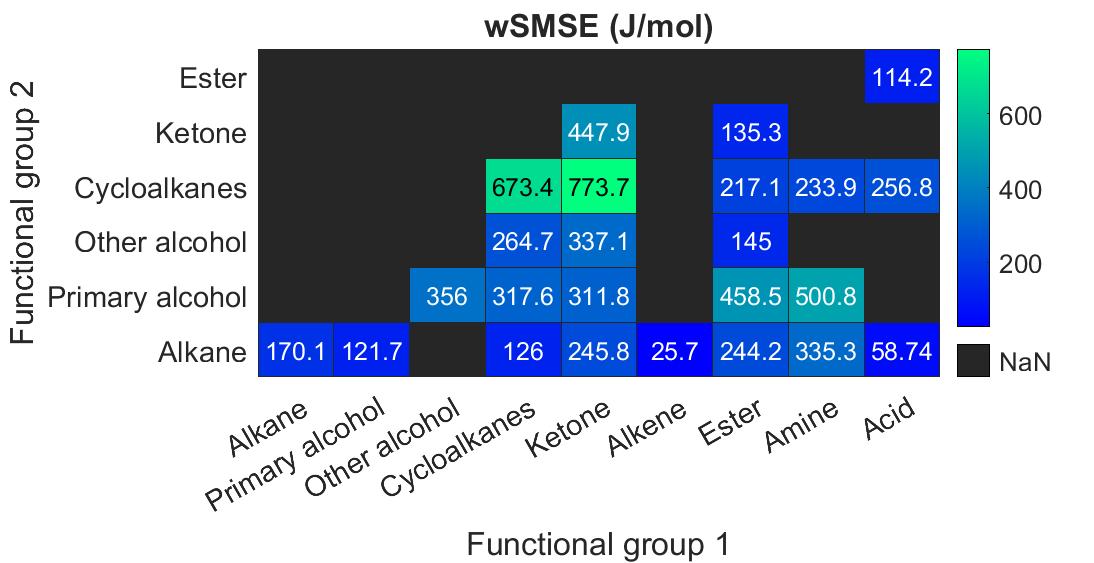 wSMSE (J/mol)
Functional group 2
Ester 114.2
Ketone 447.9 135.3
Cycloalkanes 673.4 773.7 217.1 233.9 256.8
Other alcohol 264.7 337.1 145
Primary alcohol 356 317.6 311.8 458.5 500.8
Alkane 170.1 121.7 126 245.8 25.7 244.2 335.3 58.74
600
400
200
NaN
Alkane
Primary alcohol
Other alcohol
Cycloalkanes
Ketone
Alkene
Ester
Amine
Acid
Functional group 1